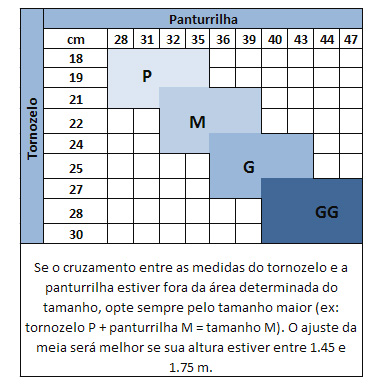 Panturrilha
Tornozelo
cm 28 31 32 35 36 39 40 43 44 47
18
19
P
21
22
M
24
25
G
27
28
GG
30
Se o cruzamento entre as medidas do tornozelo e a
panturrilha estiver fora da área determinada do
tamanho, opte sempre pelo tamanho maior (ex:
tornozelo P + panturrilha M = tamanho M). O ajuste da
meia será melhor se sua altura estiver entre 1.45 e
1.75 m.